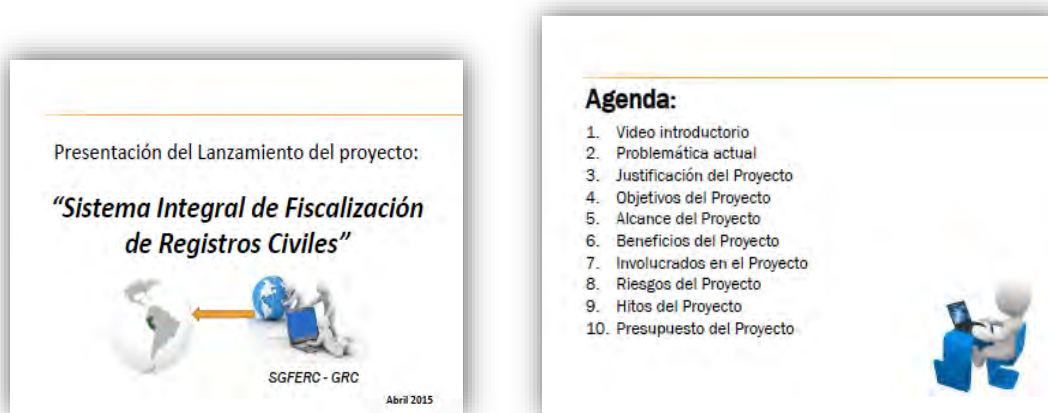 Presentación del Lanzamiento del proyecto:
“Sistema Integral de Fiscalización
de Registros Civiles”
SGFERC - GRC
Abril 2015
Agenda:
1. Video introductorio
2. Problemática actual
3. Justificación del Proyecto
4. Objetivos del Proyecto
5. Alcance del Proyecto
6. Beneficios del Proyecto
7. Involucrados en el Proyecto
8. Riesgos del Proyecto
9. Hitos del Proyecto
10. Presupuesto del Proyecto